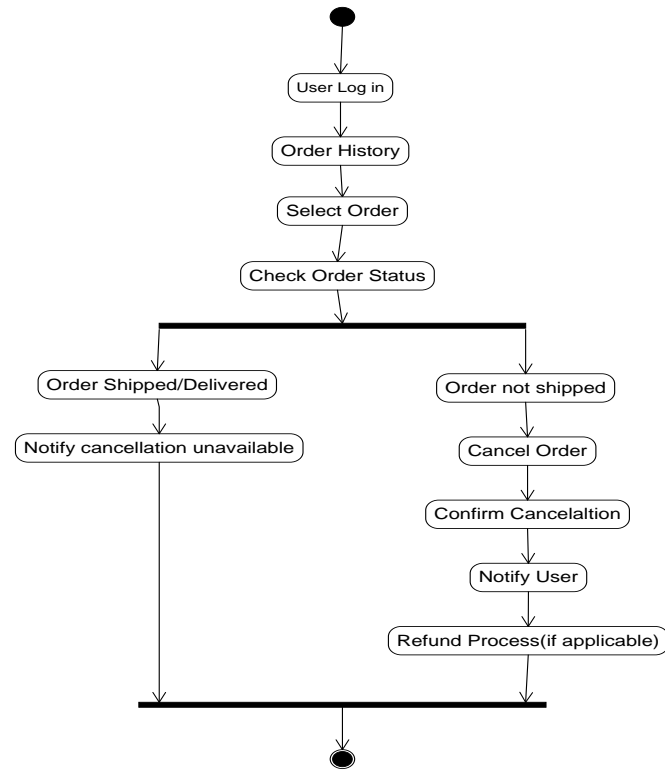 User Log in
Order History
Select Order
Check Order Status
Order Shipped/Delivered
Notify cancellation unavailable
Order not shipped
Cancel Order
Confirm Cancelaltion
Notify User
Refund Process(if applicable)